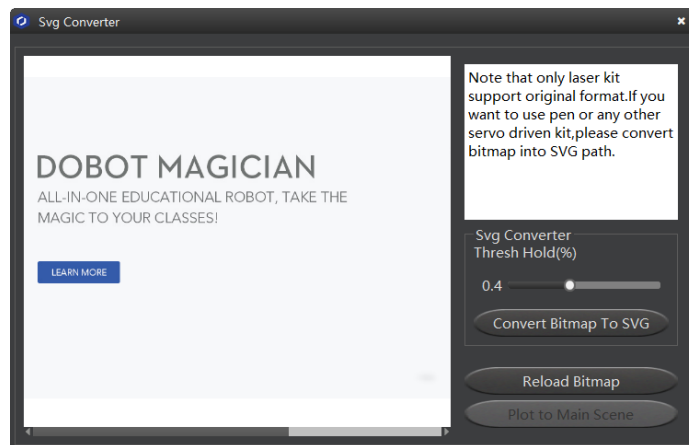 Svg Converter
DOBOT MAGICIAN
ALL-IN-ONE EDUCATIONAL ROBOT, TAKE THE
MAGIC TO YOUR CLASSES!
LEARN MORE
Note that only laser kit
support original format.If you
want to use pen or any other
servo driven kit,please convert
bitmap into SVG path.
Svg Converter
Thresh Hold(%)
0.4
Convert Bitmap To SVG
Reload Bitmap
Plot to Main Scene